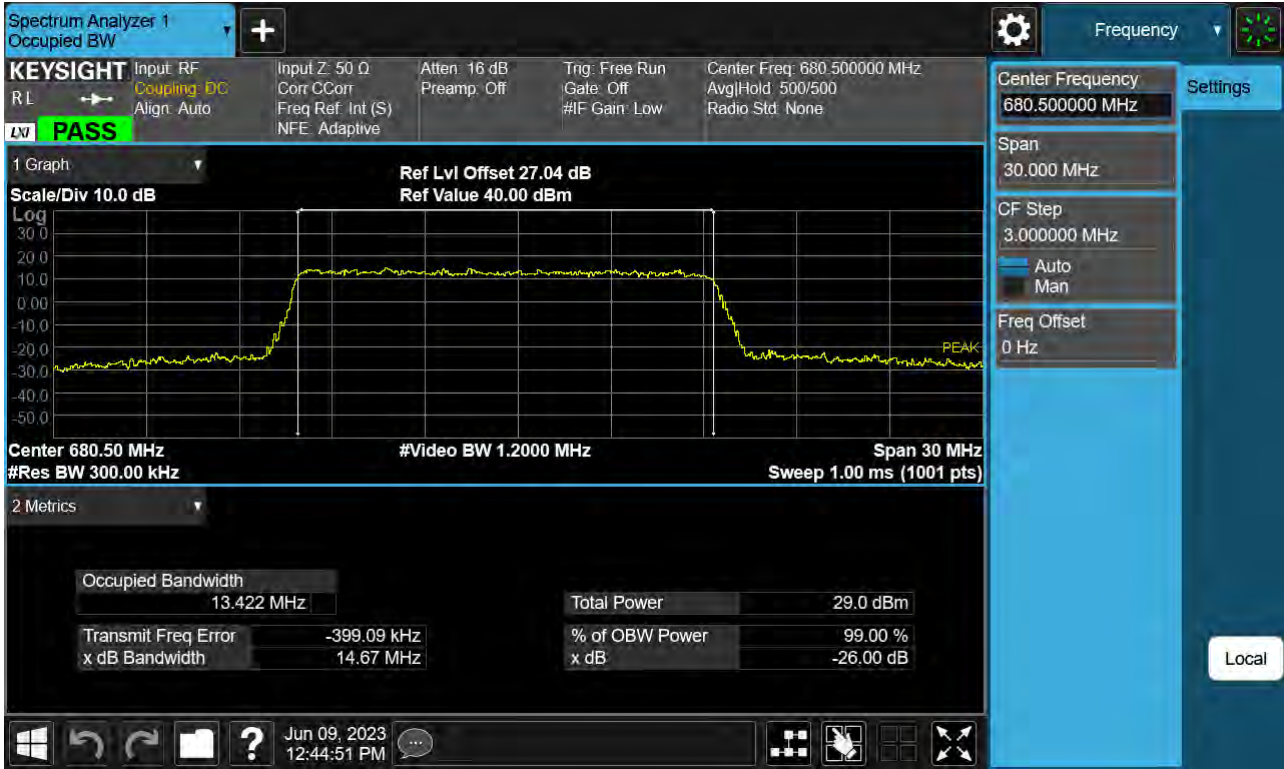 Spectrum Analyzer 1
Occupied BW
Frequency
KEYSIGHT
RL
LXI
PASS
Input: RF
Coupling: DC
Align: Auto
Input Z: 50 Ω
Corr CCorr
Freq Ref: Int (S)
NFE: Adaptive
Atten: 16 dB
Preamp: Off
Trig: Free Run
Gate: Off
#IF Gain: Low
Center Freq: 680.500000 MHz
Avg|Hold: 500/500
Radio Std: None
Center Frequency
680.500000 MHz
Settings
Span
30.000 MHz
CF Step
3.000000 MHz
Auto
Man
Freq Offset
0 Hz
Local
1 Graph
Scale/Div 10.0 dB
Ref Lvl Offset 27.04 dB
Ref Value 40.00 dBm
Log
30.0
20.0
10.0
0.00
-10.0
-20.0
-30.0
-40.0
-50.0
PEAK
Center 680.50 MHz
#Video BW 1.2000 MHz
Span 30 MHz
#Res BW 300.00 kHz
Sweep 1.00 ms (1001 pts)
2 Metrics
Occupied Bandwidth
13.422 MHz
Total Power 29.0 dBm
Transmit Freq Error -399.09 kHz
% of OBW Power 99.00 %
x dB Bandwidth 14.67 MHz
x dB -26.00 dB
Jun 09, 2023
12:44:51 PM